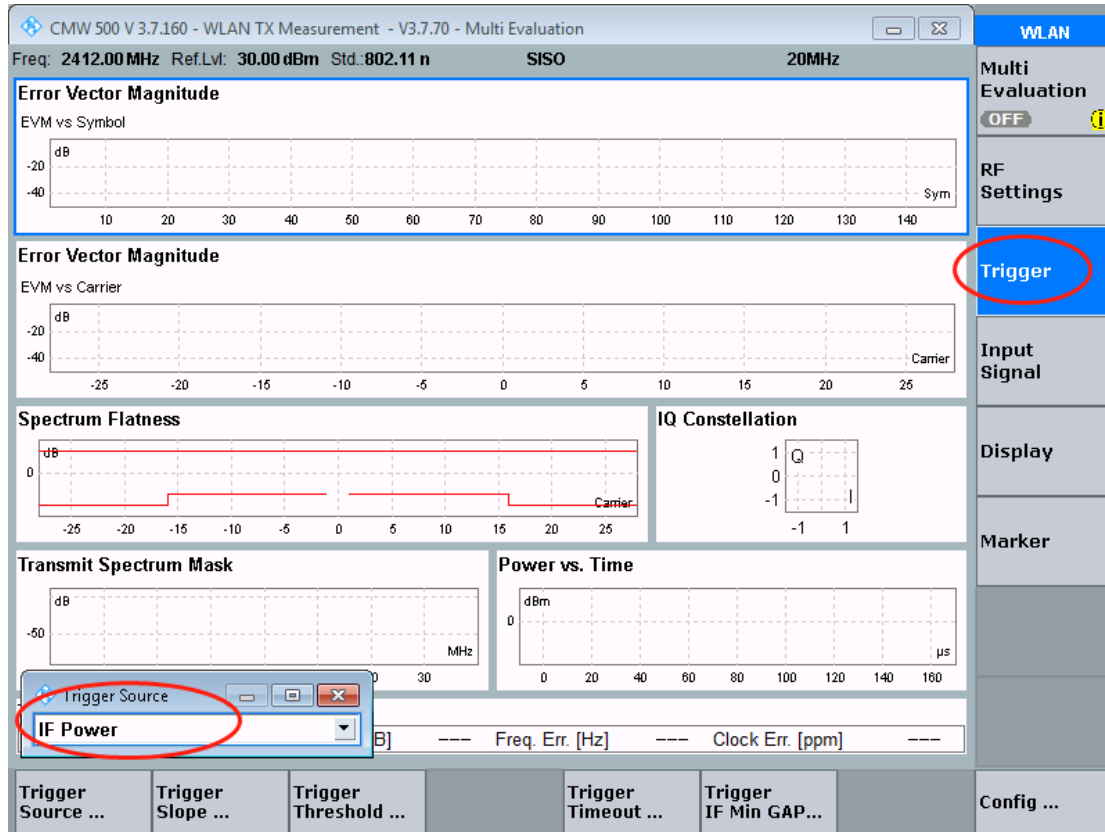 CMW 500 V 3.7.160 - WLAN TX Measurement - V3.7.70 - Multi Evaluation
WLAN
Freq: 2412.00 MHz Ref.Lvl: 30.00 dBm Std.:802.11 n SISO 20MHz
Multi
Evaluation
OFF
i
Error Vector Magnitude
EVM vs Symbol
dB
-20
-40
Sym
10 20 30 40 50 60 70 80 90 100 110 120 130 140
RF
Settings
Error Vector Magnitude
EVM vs Carrier
dB
-20
-40
Carrier
-25 -20 -15 -10 -5 0 5 10 15 20 25
Trigger
Input
Signal
Spectrum Flatness
dB
0
Carrier
-25 -20 -15 -10 -5 0 5 10 15 20 25
IQ Constellation
1 Q
0
-1 I
-1 1
Display
Marker
Transmit Spectrum Mask
dB
-50
MHz
30
Power vs. Time
dBm
0
µs
0 20 40 60 80 100 120 140 160
Trigger Source
IF Power
B] --- Freq. Err. [Hz] --- Clock Err. [ppm] ---
Trigger
Source ...
Trigger
Slope ...
Trigger
Threshold ...
Trigger
Timeout ...
Trigger
IF Min GAP...
Config ...